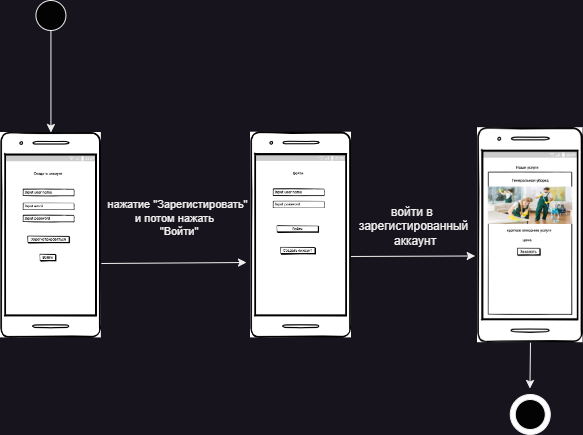 Создать аккаунт
Input user name
Input email
Input password
Зарегистрироваться
Войти
нажатие "Зарегистировать"
и потом нажать
"Войти"
Войти
Input user name
Input password
Войти
Создать аккаунт
войти в
зарегистированный
аккаунт
Наши услуги
Генеральная уборка
краткое описание услуги
цена
Заказать